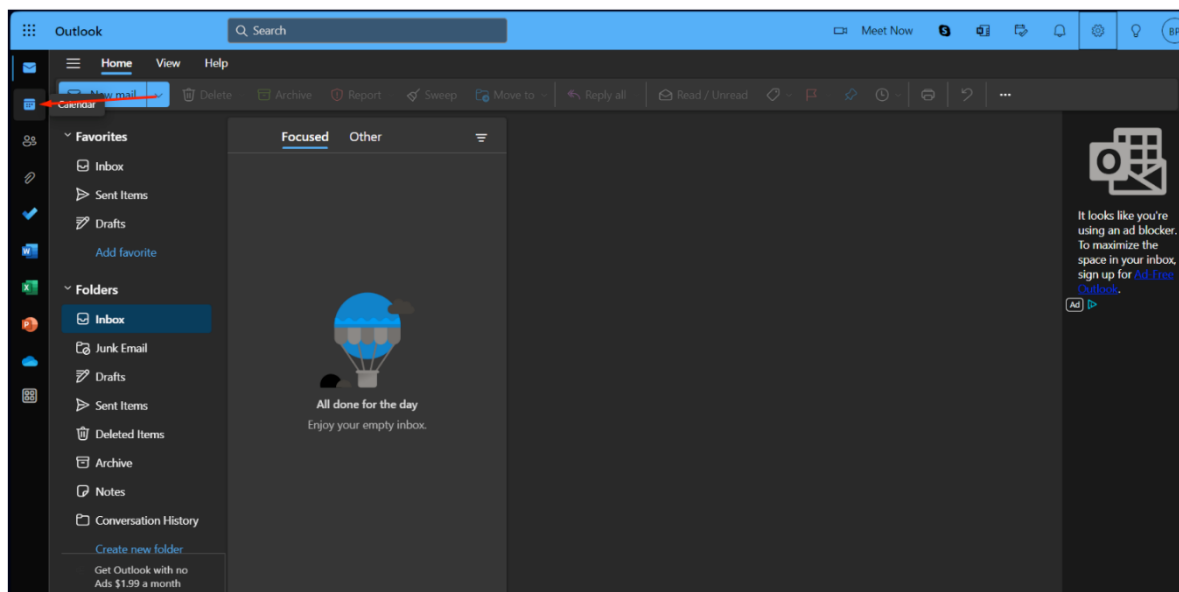 Outlook
Search
Meet Now
BP
Home View Help
New mail Delete Archive Report Sweep Move to Reply all Read / Unread
Calendar
Favorites
Inbox
Sent Items
Drafts
Add favorite
Folders
Inbox
Junk Email
Drafts
Sent Items
Deleted Items
Archive
Notes
Conversation History
Create new folder
Get Outlook with no
Ads $1.99 a month
Focused Other
All done for the day
Enjoy your empty inbox.
It looks like you're
using an ad blocker.
To maximize the
space in your inbox,
sign up for Ad-Free
Outlook.
Ad